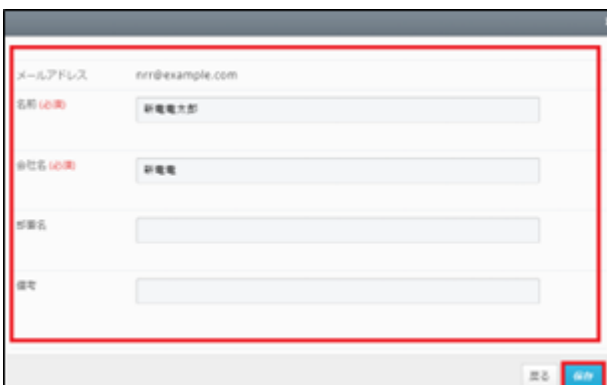 メールアドレス nrr@example.com
名前 (必須)
会社名 (必須)
部署名
備考
戻る 保存